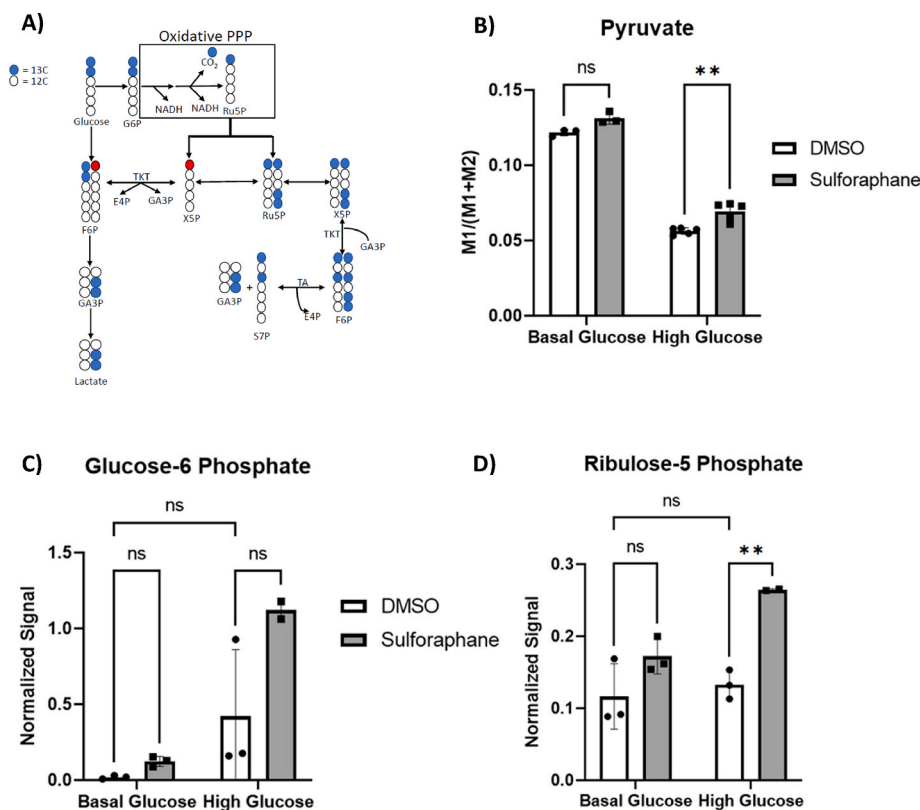 A)
= 13C
= 12C
Oxidative PPP
CO2
NADH
NADH
Ru5P
Glucose
G6P
TKT
E4P
GA3P
F6P
X5P
Ru5P
X5P
TKT
GA3P
GA3P
GA3P
+
TA
E4P
F6P
S7P
Lactate
B)
Pyruvate
ns
**
0.15
0.10
0.05
0.00
M1/(M1+M2)
DMSO
Sulforaphane
Basal Glucose
High Glucose
C)
Glucose-6 Phosphate
ns
ns
ns
1.5
1.0
0.5
0.0
Normalized Signal
DMSO
Sulforaphane
Basal Glucose
High Glucose
D)
Ribulose-5 Phosphate
ns
ns
**
0.3
0.2
0.1
0.0
Normalized Signal
Basal Glucose
High Glucose